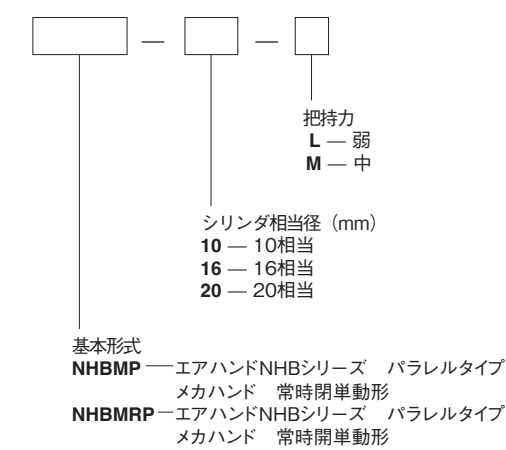 — —
把持力
L — 弱
M — 中
シリンダ相当径（mm）
10 — 10相当
16 — 16相当
20 — 20相当
基本形式
NHBMP — エアハンドNHBシリーズ　パラレルタイプ
メカハンド　常時閉単動形
NHBMRP — エアハンドNHBシリーズ　パラレルタイプ
メカハンド　常時開単動形